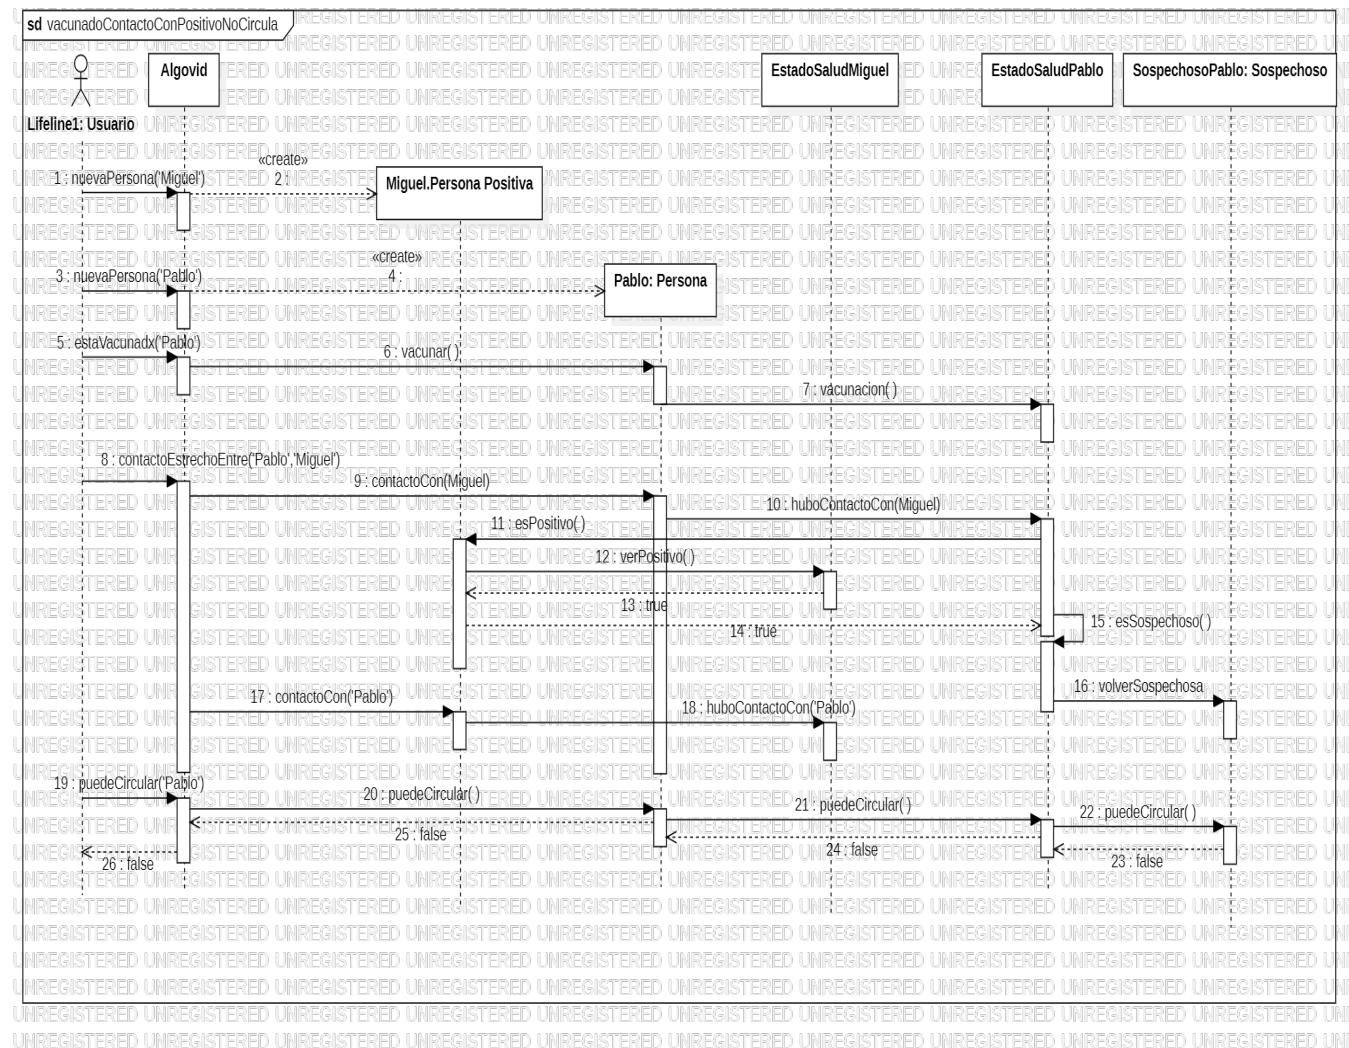 sd vacunadoContactoConPositivoNoCircula
Algovid
EstadoSaludMiguel
EstadoSaludPablo
SospechosoPablo: Sospechoso
Lifeline1: Usuario
«create»
1 : nuevaPersona('Miguel')
2 :
Miguel.Persona Positiva
«create»
3 : nuevaPersona('Pablo')
4 :
Pablo: Persona
5 : estaVacunadx('Pablo')
6 : vacunar( )
7 : vacunacion( )
8 : contactoEstrechoEntre('Pablo','Miguel')
9 : contactoCon(Miguel)
10 : huboContactoCon(Miguel)
11 : esPositivo( )
12 : verPositivo( )
13 : true
14 : true
15 : esSospechoso( )
16 : volverSospechosa
17 : contactoCon('Pablo')
18 : huboContactoCon('Pablo')
19 : puedeCircular('Pablo')
20 : puedeCircular( )
21 : puedeCircular( )
22 : puedeCircular( )
25 : false
24 : false
23 : false
26 : false
UNREGISTERED